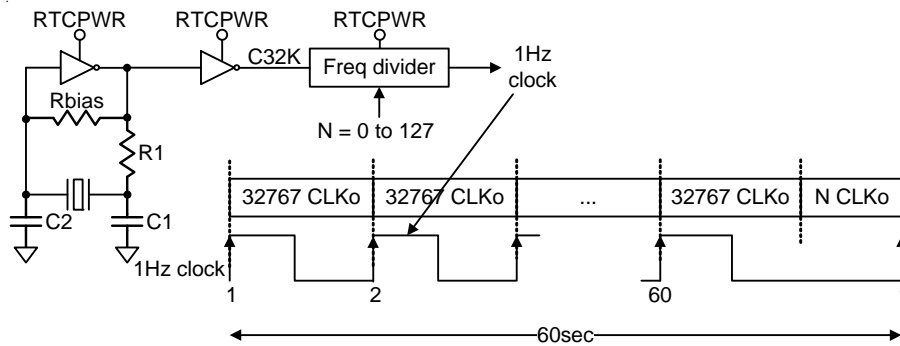 RTCPWR RTCPWR RTCPWR
C32K
Freq divider
1Hz
clock
Rbias
N = 0 to 127
R1
32767 CLKo 32767 CLKo ... 32767 CLKo N CLKo
C2 C1
1Hz clock
1 2 60
60sec